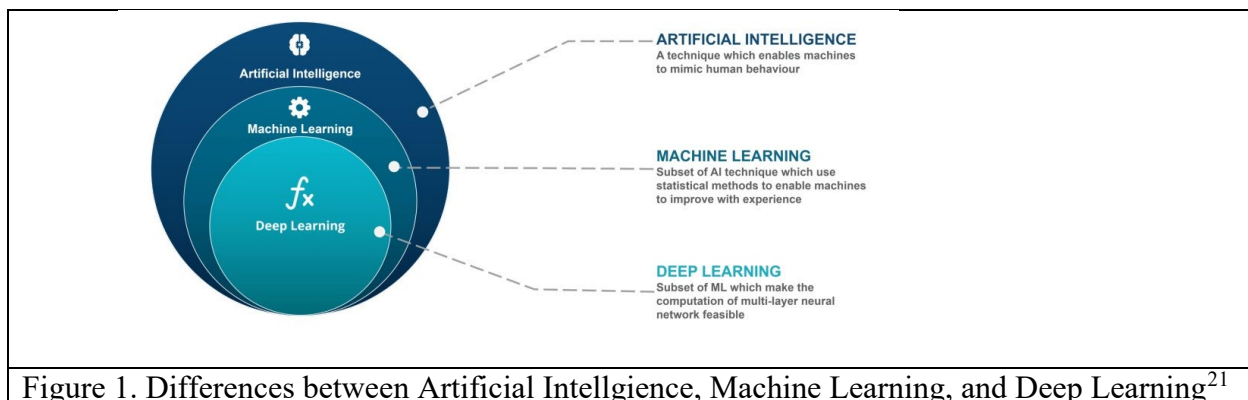 Artificial Intelligence
Machine Learning
fx
Deep Learning
ARTIFICIAL INTELLIGENCE
A technique which enables machines
to mimic human behaviour
MACHINE LEARNING
Subset of AI technique which use
statistical methods to enable machines
to improve with experience
DEEP LEARNING
Subset of ML which make the
computation of multi-layer neural
network feasible
Figure 1. Differences between Artificial Intellgience, Machine Learning, and Deep Learning21